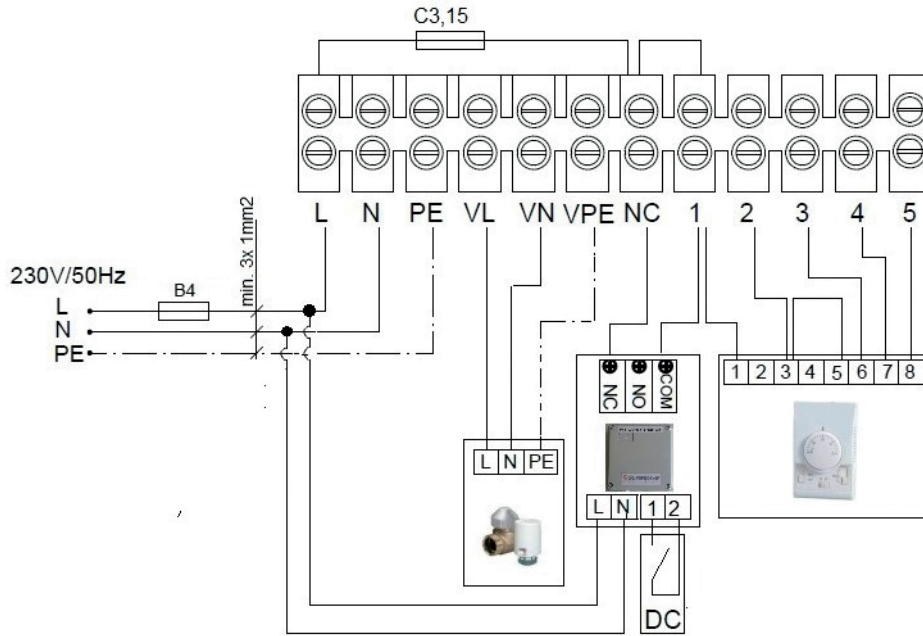 C3,15
L N PE VL VN VPE NC 1 2 3 4 5
min. 3x 1mm2
230V/50Hz
L
B4
N
PE
NC NO COM
1 2 3 4 5 6 7 8
L N PE
L N 1 2
DC